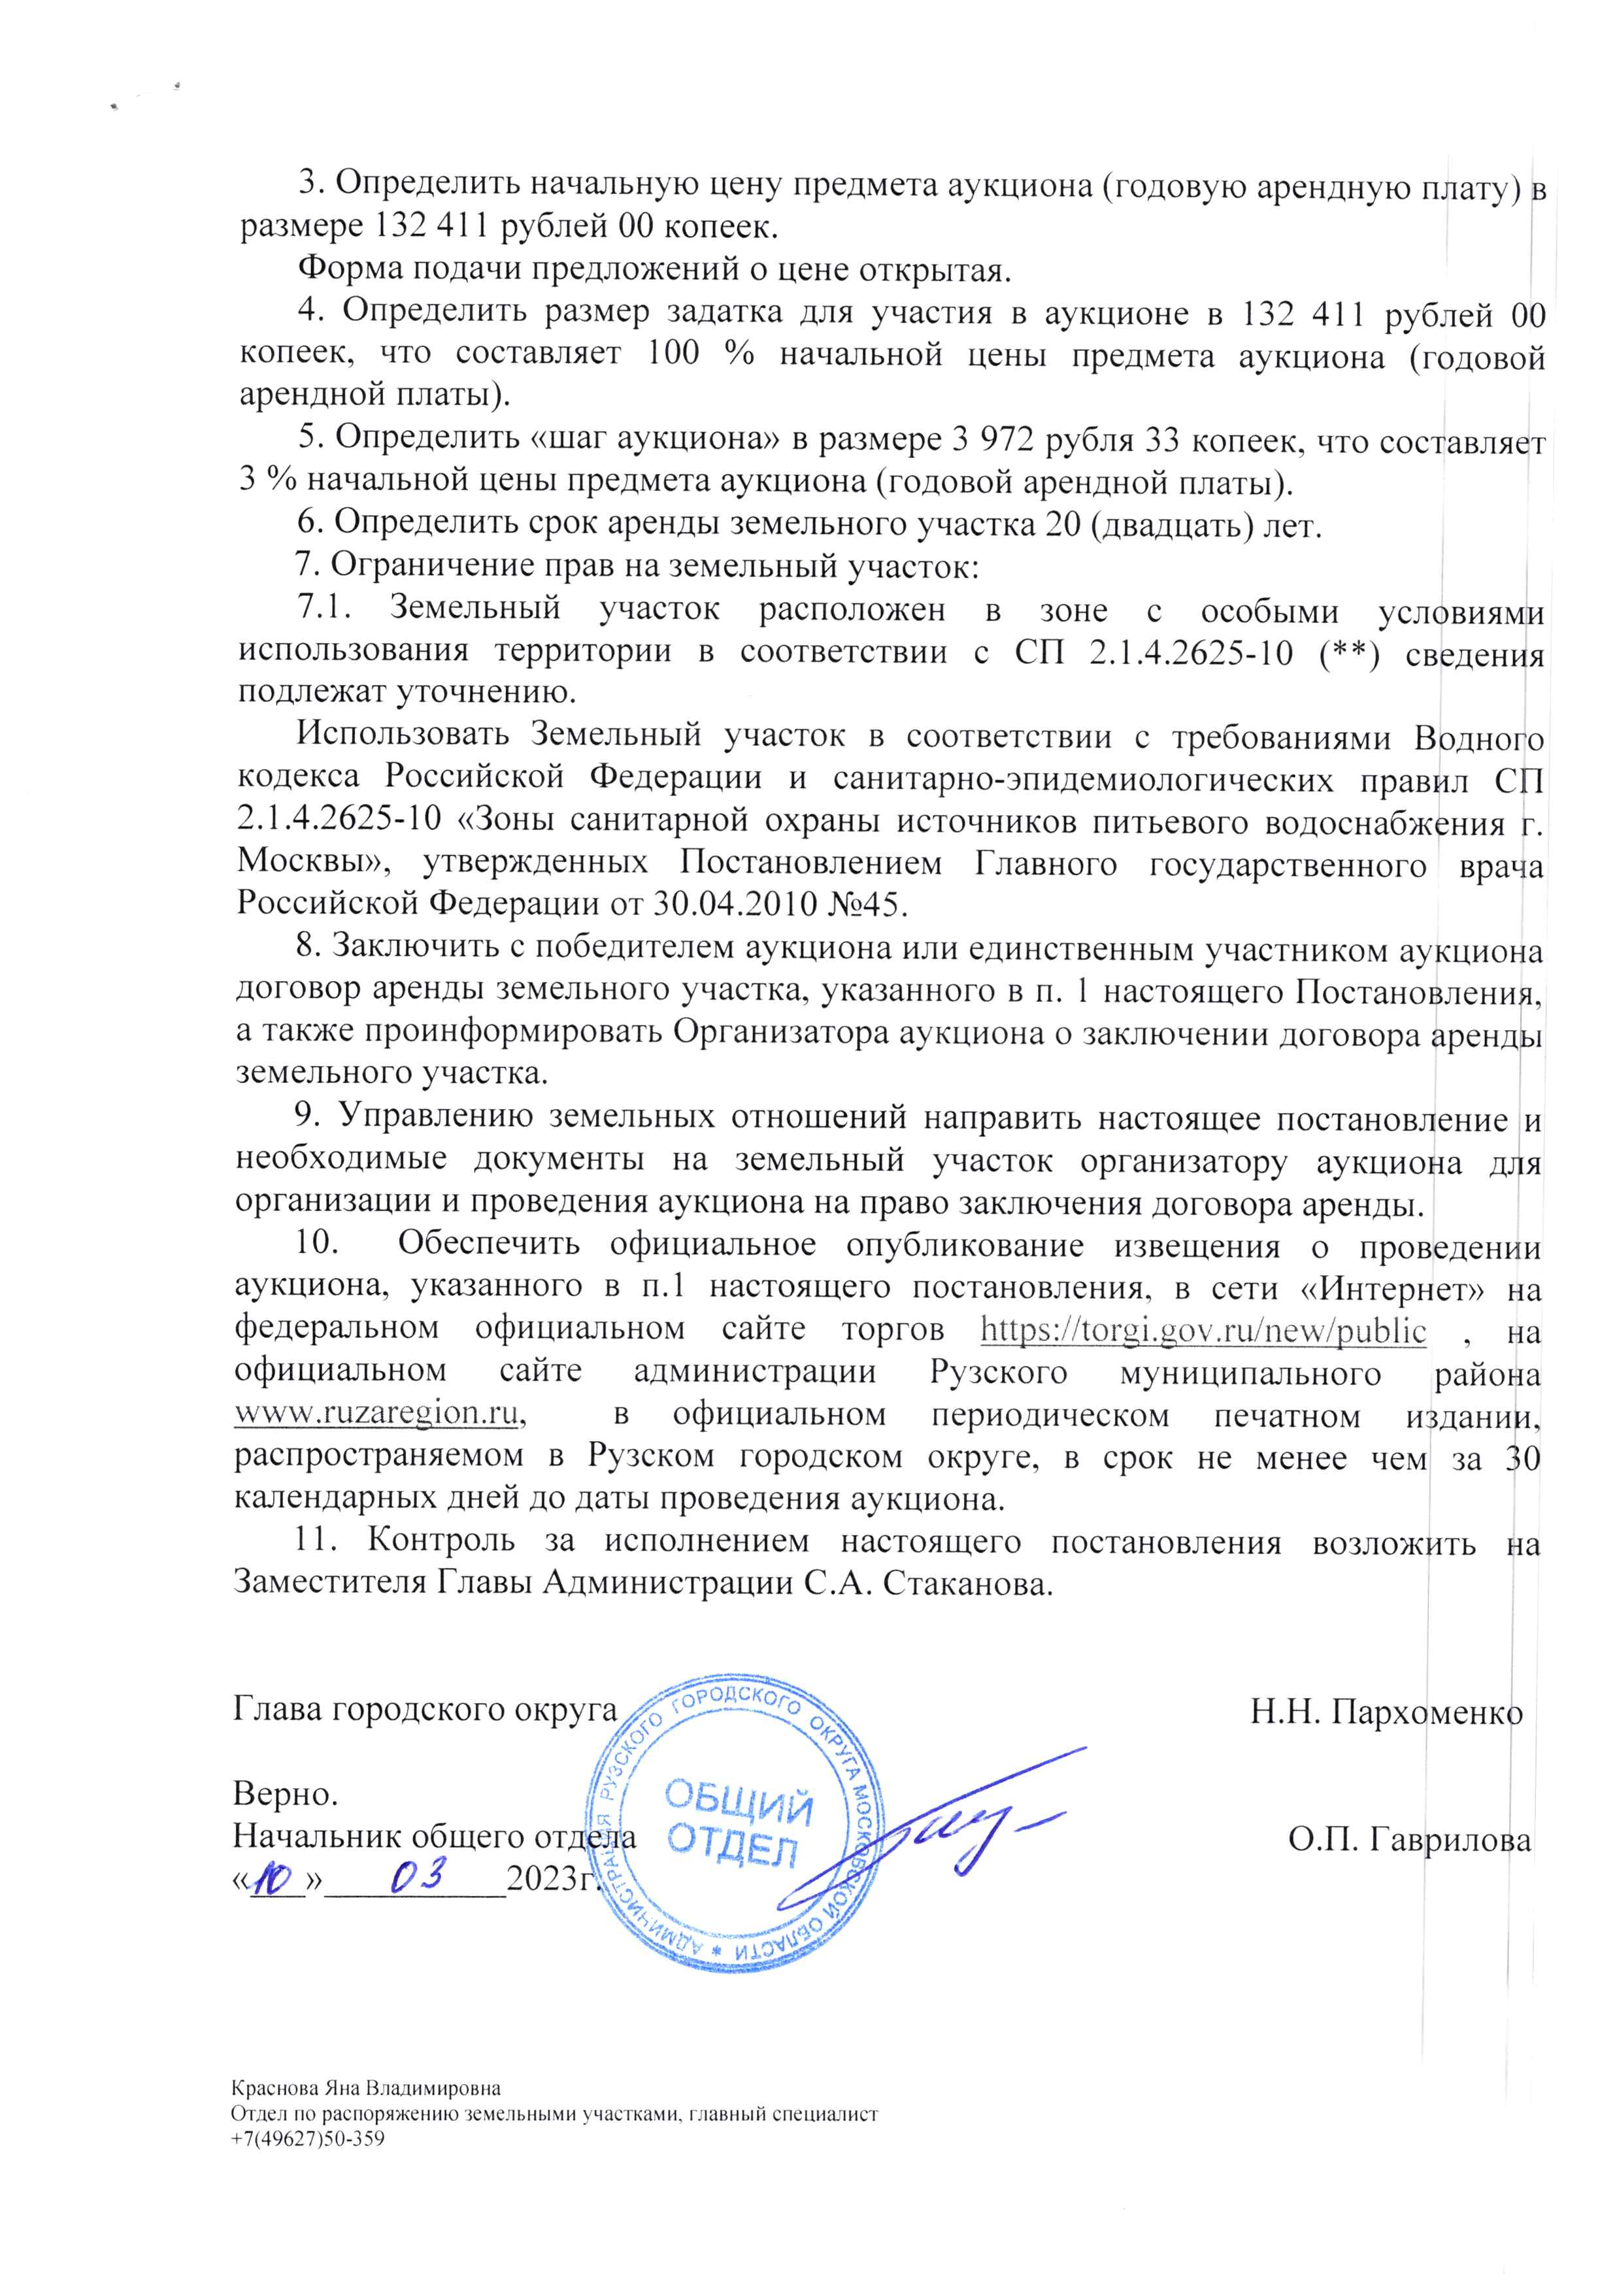 3. Определить начальную цену предмета аукциона (годовую арендную плату) в
размере 132 411 рублей 00 копеек.
Форма подачи предложений о цене открытая.
4. Определить размер задатка для участия в аукционе в 132 411 рублей 00
копеек, что составляет 100 % начальной цены предмета аукциона (годовой
арендной платы).
5. Определить «шаг аукциона» в размере 3 972 рубля 33 копеек, что составляет
3 % начальной цены предмета аукциона (годовой арендной платы).
6. Определить срок аренды земельного участка 20 (двадцать) лет.
7. Ограничение прав на земельный участок:
7.1. Земельный участок расположен в зоне с особыми условиями
использования территории в соответствии с СП 2.1.4.2625-10 (**) сведения
подлежат уточнению.
Использовать Земельный участок в соответствии с требованиями Водного
кодекса Российской Федерации и санитарно-эпидемиологических правил СП
2.1.4.2625-10 «Зоны санитарной охраны источников питьевого водоснабжения г.
Москвы», утвержденных Постановлением Главного государственного врача
Российской Федерации от 30.04.2010 №45.
8. Заключить с победителем аукциона или единственным участником аукциона
договор аренды земельного участка, указанного в п. 1 настоящего Постановления,
а также проинформировать Организатора аукциона о заключении договора аренды
земельного участка.
9. Управлению земельных отношений направить настоящее постановление и
необходимые документы на земельный участок организатору аукциона для
организации и проведения аукциона на право заключения договора аренды.
10. Обеспечить официальное опубликование извещения о проведении
аукциона, указанного в п.1 настоящего постановления, в сети «Интернет» на
федеральном официальном сайте торгов https://torgi.gov.ru/new/public , на
официальном сайте администрации Рузского муниципального района
www.ruzaregion.ru, в официальном периодическом печатном издании,
распространяемом в Рузском городском округе, в срок не менее чем за 30
календарных дней до даты проведения аукциона.
11. Контроль за исполнением настоящего постановления возложить на
Заместителя Главы Администрации С.А. Стаканова.
Глава городского округа Н.Н. Пархоменко
Верно.
Начальник общего отдела О.П. Гаврилова
«10» 03 2023г.
АДМИНИСТРАЦИЯ РУЗСКОГО ГОРОДСКОГО ОКРУГА МОСКОВСКОЙ ОБЛАСТИ *
ОБЩИЙ
ОТДЕЛ
Краснова Яна Владимировна
Отдел по распоряжению земельными участками, главный специалист
+7(49627)50-359